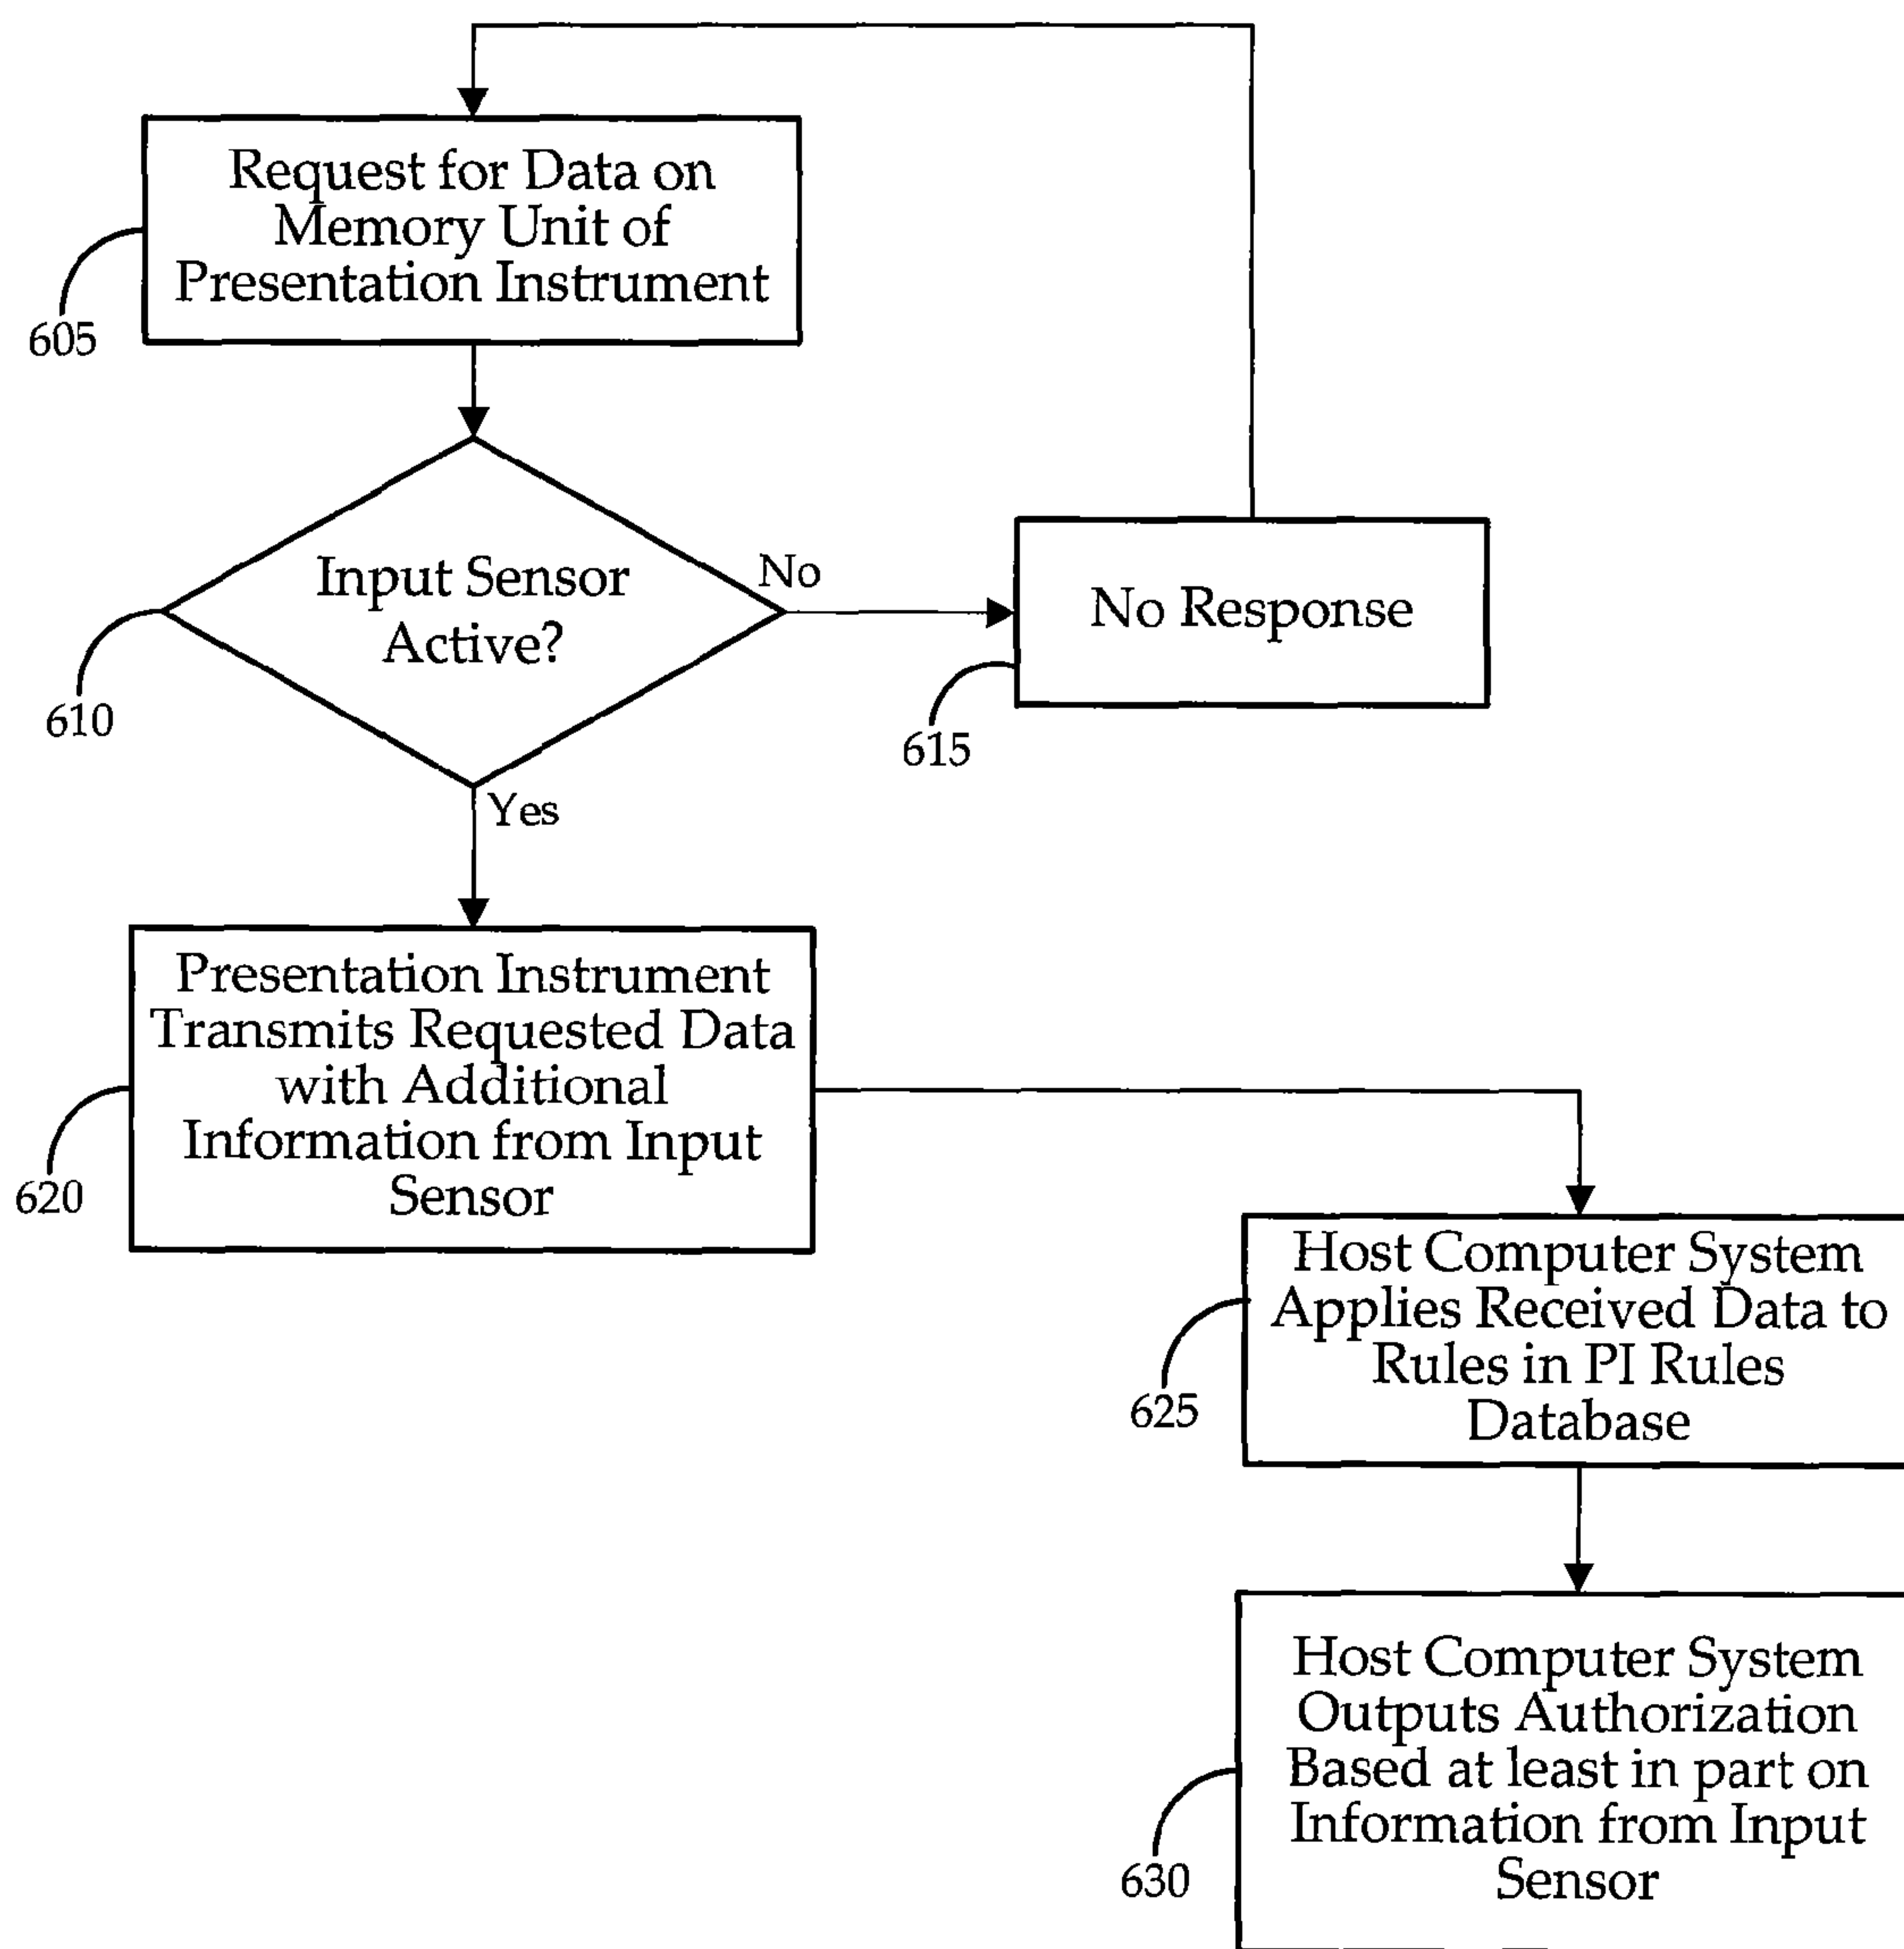 Request for Data on
Memory Unit of
Presentation Instrument
605
Input Sensor
Active?
No
610
No Response
615
Yes
Presentation Instrument
Transmits Requested Data
with Additional
Information from Input
Sensor
620
Host Computer System
Applies Received Data to
Rules in PI Rules
Database
625
Host Computer System
Outputs Authorization
Based at least in part on
Information from Input
Sensor
630